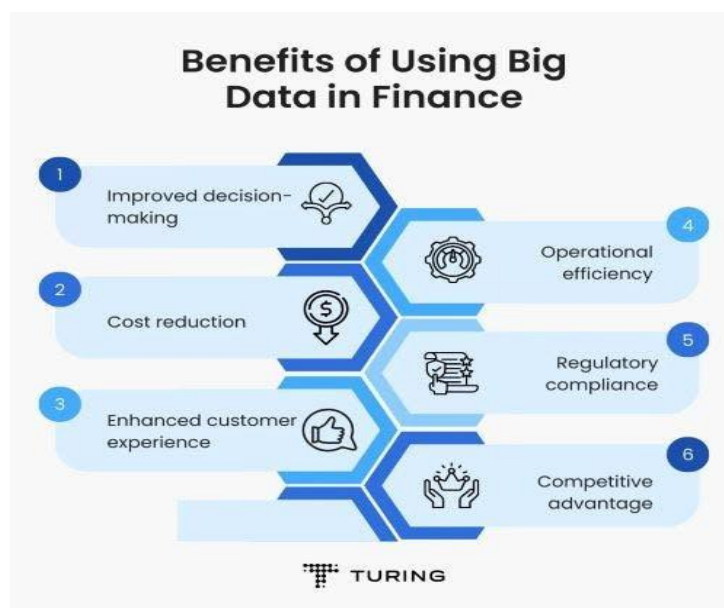 Benefits of Using Big
Data in Finance
1
Improved decision-
making
2
Cost reduction
$
3
Enhanced customer
experience
4
Operational
efficiency
5
Regulatory
compliance
6
Competitive
advantage
TURING